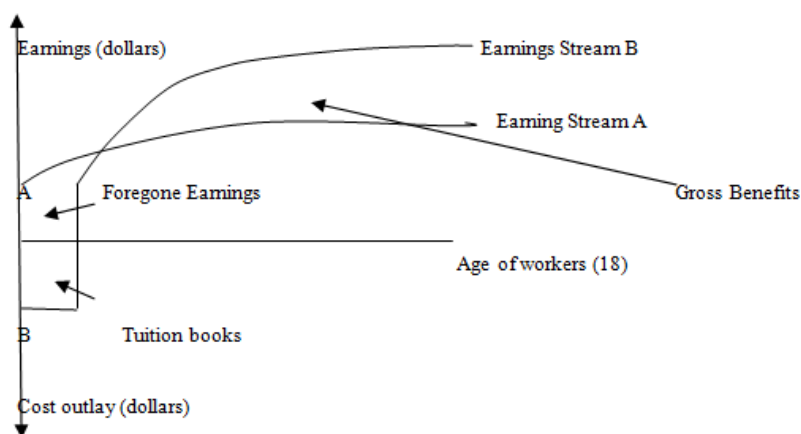 Earnings (dollars)
Earnings Stream B
Earning Stream A
A
Foregone Earnings
Gross Benefits
Age of workers (18)
B
Tuition books
Cost outlay (dollars)